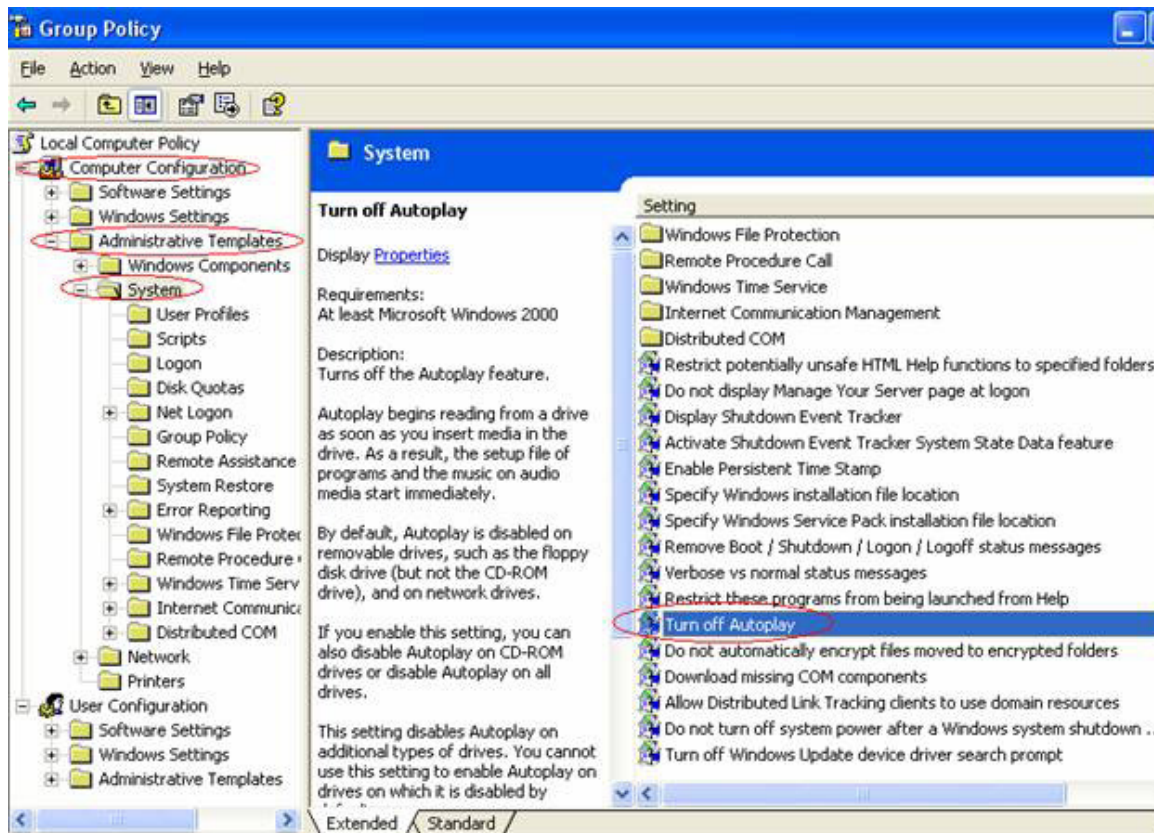 Group Policy
File Action View Help
Local Computer Policy
Computer Configuration
Software Settings
Windows Settings
Administrative Templates
Windows Components
System
User Profiles
Scripts
Logon
Disk Quotas
Net Logon
Group Policy
Remote Assistance
System Restore
Error Reporting
Windows File Protec
Remote Procedure
Windows Time Serv
Internet Communica
Distributed COM
Network
Printers
User Configuration
Software Settings
Windows Settings
Administrative Templates
System
Turn off Autoplay
Display Properties
Requirements:
At least Microsoft Windows 2000
Description:
Turns off the Autoplay feature.
Autoplay begins reading from a drive
as soon as you insert media in the
drive. As a result, the setup file of
programs and the music on audio
media start immediately.
By default, Autoplay is disabled on
removable drives, such as the floppy
disk drive (but not the CD-ROM
drive), and on network drives.
If you enable this setting, you can
also disable Autoplay on CD-ROM
drives or disable Autoplay on all
drives.
This setting disables Autoplay on
additional types of drives. You cannot
use this setting to enable Autoplay on
drives on which it is disabled by
Setting
Windows File Protection
Remote Procedure Call
Windows Time Service
Internet Communication Management
Distributed COM
Restrict potentially unsafe HTML Help functions to specified folders
Do not display Manage Your Server page at logon
Display Shutdown Event Tracker
Activate Shutdown Event Tracker System State Data feature
Enable Persistent Time Stamp
Specify Windows installation file location
Specify Windows Service Pack installation file location
Remove Boot / Shutdown / Logon / Logoff status messages
Verbose vs normal status messages
Restrict these programs from being launched from Help
Turn off Autoplay
Do not automatically encrypt files moved to encrypted folders
Download missing COM components
Allow Distributed Link Tracking clients to use domain resources
Do not turn off system power after a Windows system shutdown ..
Turn off Windows Update device driver search prompt
Extended Standard